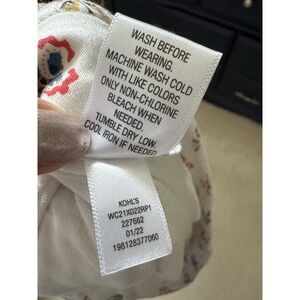 WASH BEFORE
WEARING.
MACHINE WASH COLD
WITH LIKE COLORS
ONLY NON-CHLORINE
BLEACH WHEN
NEEDED.
TUMBLE DRY LOW.
COOL IRON IF NEEDED
KOHL'S
WC21X022RP1
227662
01/22
196128377060